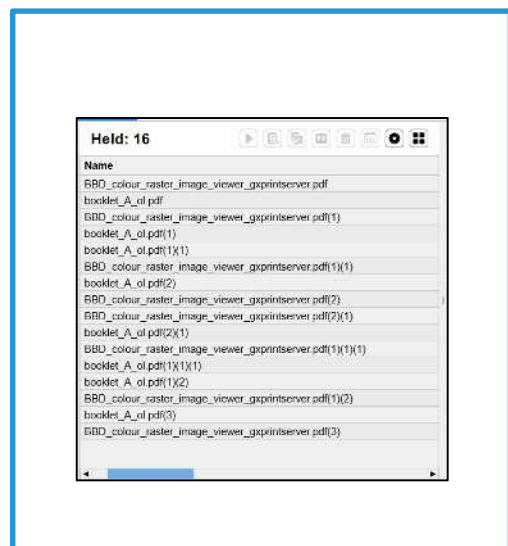 Held: 16
Name
BBD_colour_raster_image_viewer_gxprintserver.pdf
booklet_A_ol.pdf
BBD_colour_raster_image_viewer_gxprintserver.pdf(1)
booklet_A_ol.pdf(1)
booklet_A_ol.pdf(1)(1)
BBD_colour_raster_image_viewer_gxprintserver.pdf(1)(1)
booklet_A_ol.pdf(2)
BBD_colour_raster_image_viewer_gxprintserver.pdf(2)
BBD_colour_raster_image_viewer_gxprintserver.pdf(2)(1)
booklet_A_ol.pdf(2)(1)
BBD_colour_raster_image_viewer_gxprintserver.pdf(1)(1)(1)
booklet_A_ol.pdf(1)(1)(1)
booklet_A_ol.pdf(1)(2)
BBD_colour_raster_image_viewer_gxprintserver.pdf(1)(2)
booklet_A_ol.pdf(3)
BBD_colour_raster_image_viewer_gxprintserver.pdf(3)